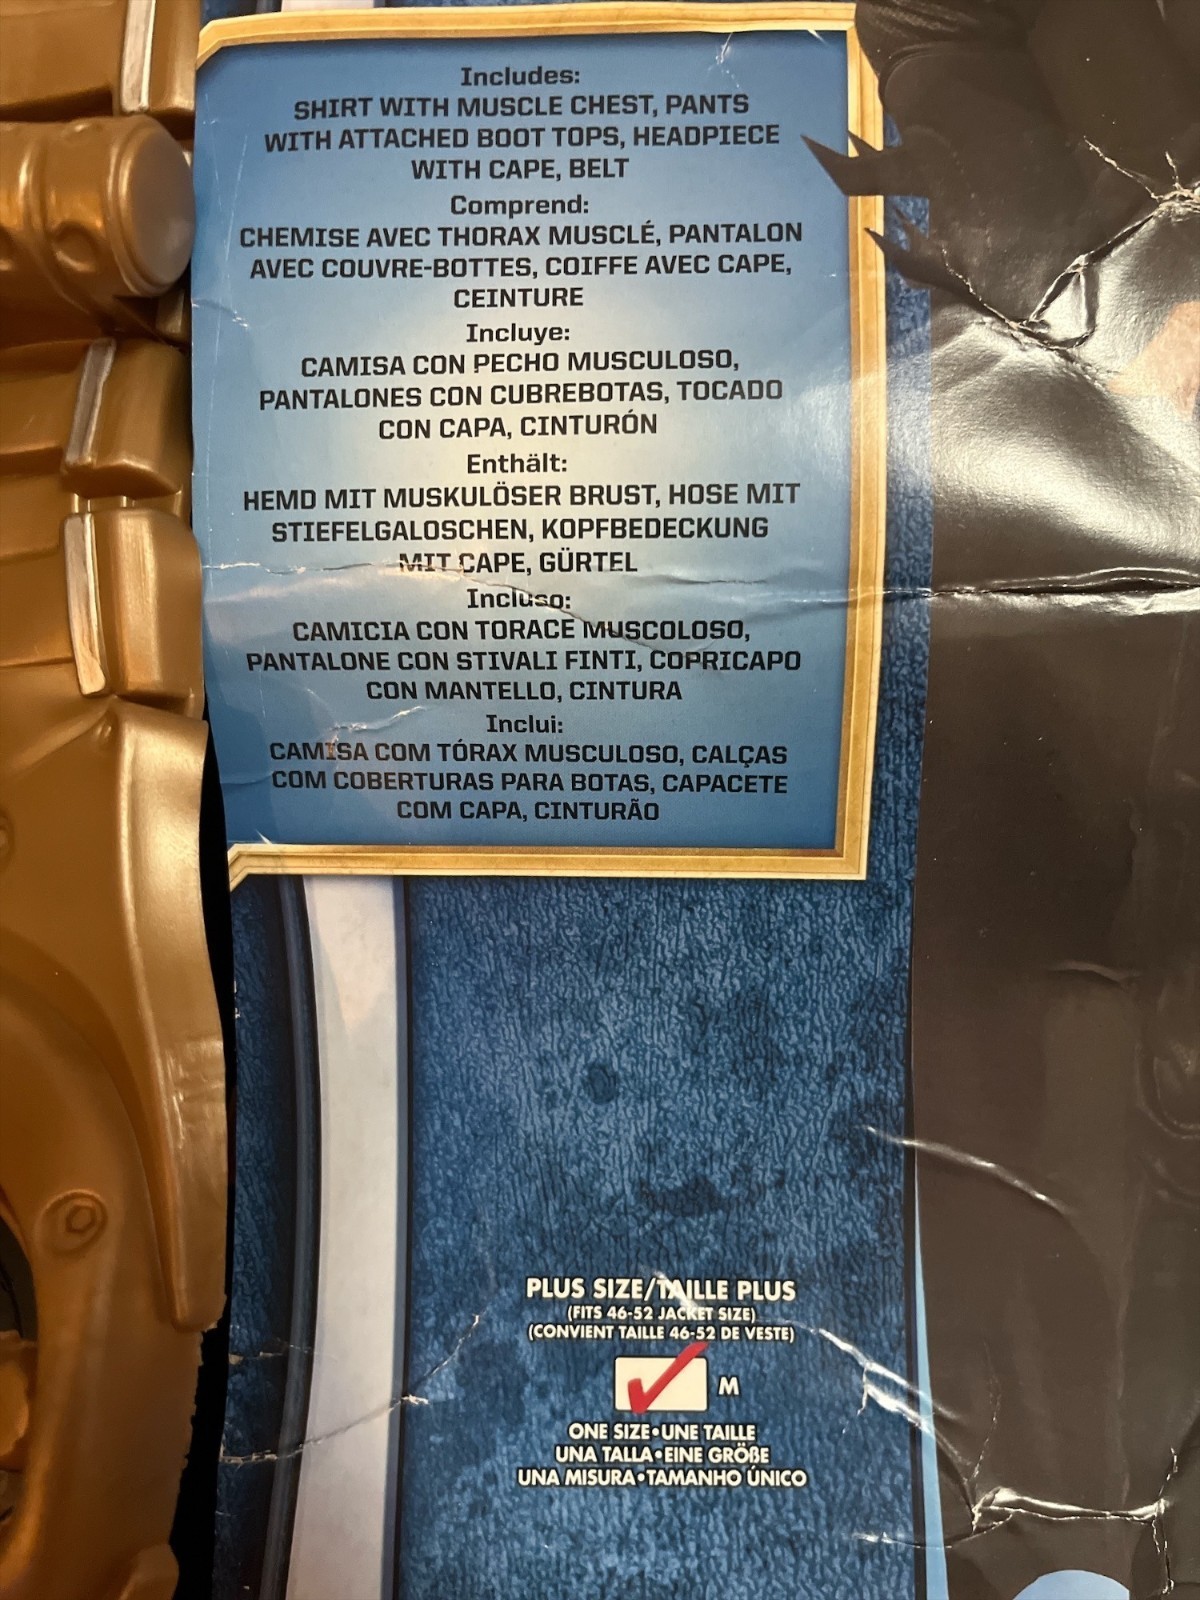 Includes:
SHIRT WITH MUSCLE CHEST, PANTS
WITH ATTACHED BOOT TOPS, HEADPIECE
WITH CAPE, BELT
Comprend:
CHEMISE AVEC THORAX MUSCLÉ, PANTALON
AVEC COUVRE-BOTTES, COIFFE AVEC CAPE,
CEINTURE
Incluye:
CAMISA CON PECHO MUSCULOSO,
PANTALONES CON CUBREBOTAS, TOCADO
CON CAPA, CINTURÓN
Enthält:
HEMD MIT MUSKULÖSER BRUST, HOSE MIT
STIEFELGALOSCHEN, KOPFBEDECKUNG
MIT CAPE, GÜRTEL
Incluso:
CAMICIA CON TORACE MUSCOLOSO,
PANTALONE CON STIVALI FINTI, COPRICAPO
CON MANTELLO, CINTURA
Inclui:
CAMISA COM TÓRAX MUSCULOSO, CALÇAS
COM COBERTURAS PARA BOTAS, CAPACETE
COM CAPA, CINTURÃO
PLUS SIZE/TAILLE PLUS
(FITS 46-52 JACKET SIZE)
(CONVIENT TAILLE 46-52 DE VESTE)
M
ONE SIZE•UNE TAILLE
UNA TALLA•EINE GRÖßE
UNA MISURA•TAMANHO ÚNICO